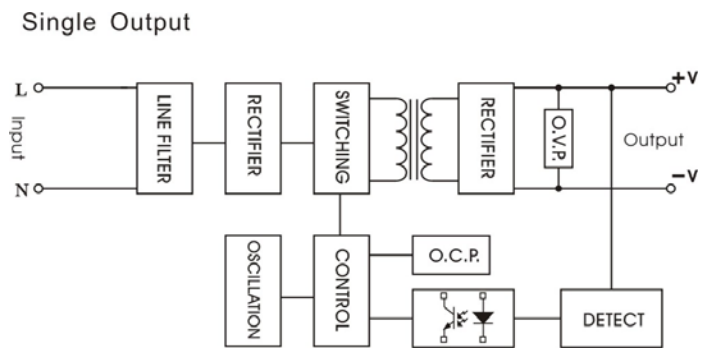 Single Output
L
N
Input
LINE FILTER
RECTIFIER
SWITCHING
RECTIFIER
O.V.P.
+V
Output
−V
OSCILLATION
CONTROL
O.C.P.
DETECT